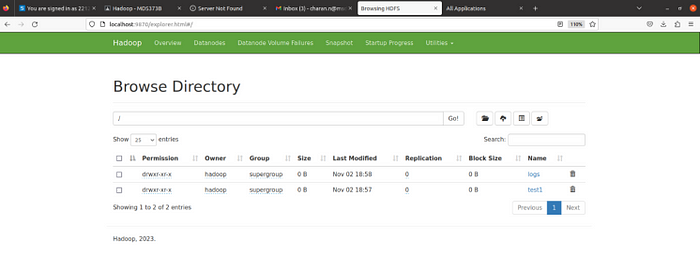 You are signed in as 221
Hadoop - MDS373B
Server Not Found
Inbox (3) - charan.n@ms
Browsing HDFS
All Applications
localhost:9870/explorer.html#/
110%
Hadoop Overview Datanodes Datanode Volume Failures Snapshot Startup Progress Utilities
Browse Directory
/ Go!
Show 25 entries Search:
Permission Owner Group Size Last Modified Replication Block Size Name
drwxr-xr-x hadoop supergroup 0 B Nov 02 18:58 0 0 B logs
drwxr-xr-x hadoop supergroup 0 B Nov 02 18:57 0 0 B test1
Showing 1 to 2 of 2 entries Previous 1 Next
Hadoop, 2023.